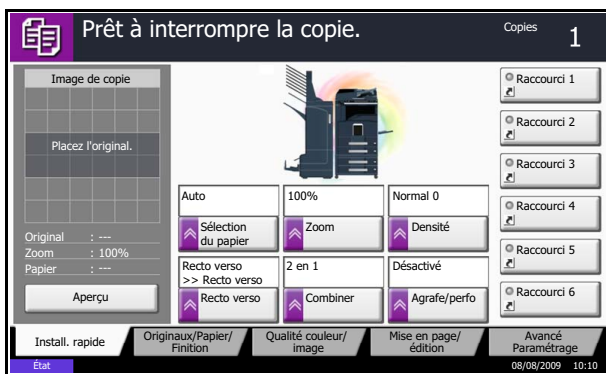 Prêt à interrompre la copie.
Copies 1
Image de copie
Placez l'original.
Original : ---
Zoom : 100%
Papier : ---
Aperçu
Auto
Sélection
du papier
100%
Zoom
Normal 0
Densité
Recto verso
>> Recto verso
Recto verso
2 en 1
Combiner
Désactivé
Agrafe/perfo
Raccourci 1
Raccourci 2
Raccourci 3
Raccourci 4
Raccourci 5
Raccourci 6
Install. rapide
Originaux/Papier/
Finition
Qualité couleur/
image
Mise en page/
édition
Avancé
Paramétrage
État
08/08/2009 10:10